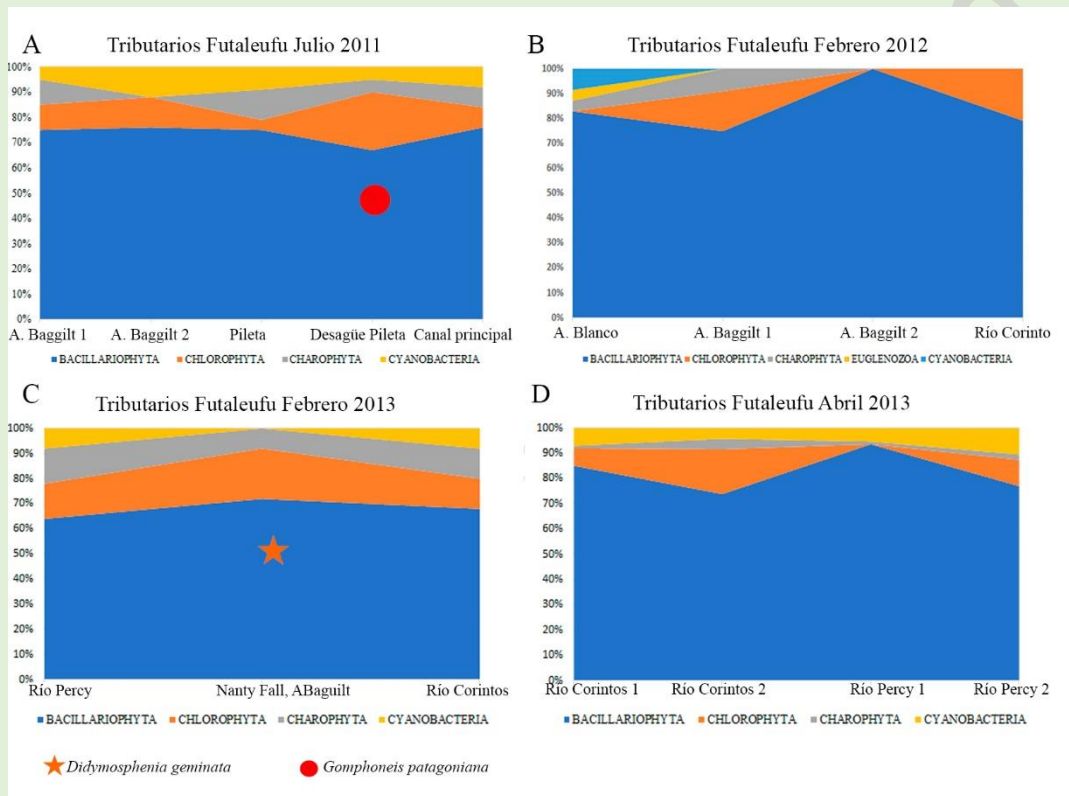 A
Tributarios Futaleufu Julio 2011
100%
90%
80%
70%
60%
50%
40%
30%
20%
10%
0%
A. Baggilt 1 A. Baggilt 2 Pileta Desagüe Pileta Canal principal
BACILLARIOPHYTA CHLOROPHYTA CHAROPHYTA CYANOBACTERIA
B
Tributarios Futaleufu Febrero 2012
100%
90%
80%
70%
60%
50%
40%
30%
20%
10%
0%
A. Blanco A. Baggilt 1 A. Baggilt 2 Río Corinto
BACILLARIOPHYTA CHLOROPHYTA CHAROPHYTA EUGLENOZOA CYANOBACTERIA
C
Tributarios Futaleufu Febrero 2013
100%
90%
80%
70%
60%
50%
40%
30%
20%
10%
0%
Río Percy Nanty Fall, ABaguilt Río Corintos
BACILLARIOPHYTA CHLOROPHYTA CHAROPHYTA CYANOBACTERIA
D
Tributarios Futaleufu Abril 2013
100%
90%
80%
70%
60%
50%
40%
30%
20%
10%
0%
Río Corintos 1 Río Corintos 2 Río Percy 1 Río Percy 2
BACILLARIOPHYTA CHLOROPHYTA CHAROPHYTA CYANOBACTERIA
Didymosphenia geminata Gomphoneis patagoniana